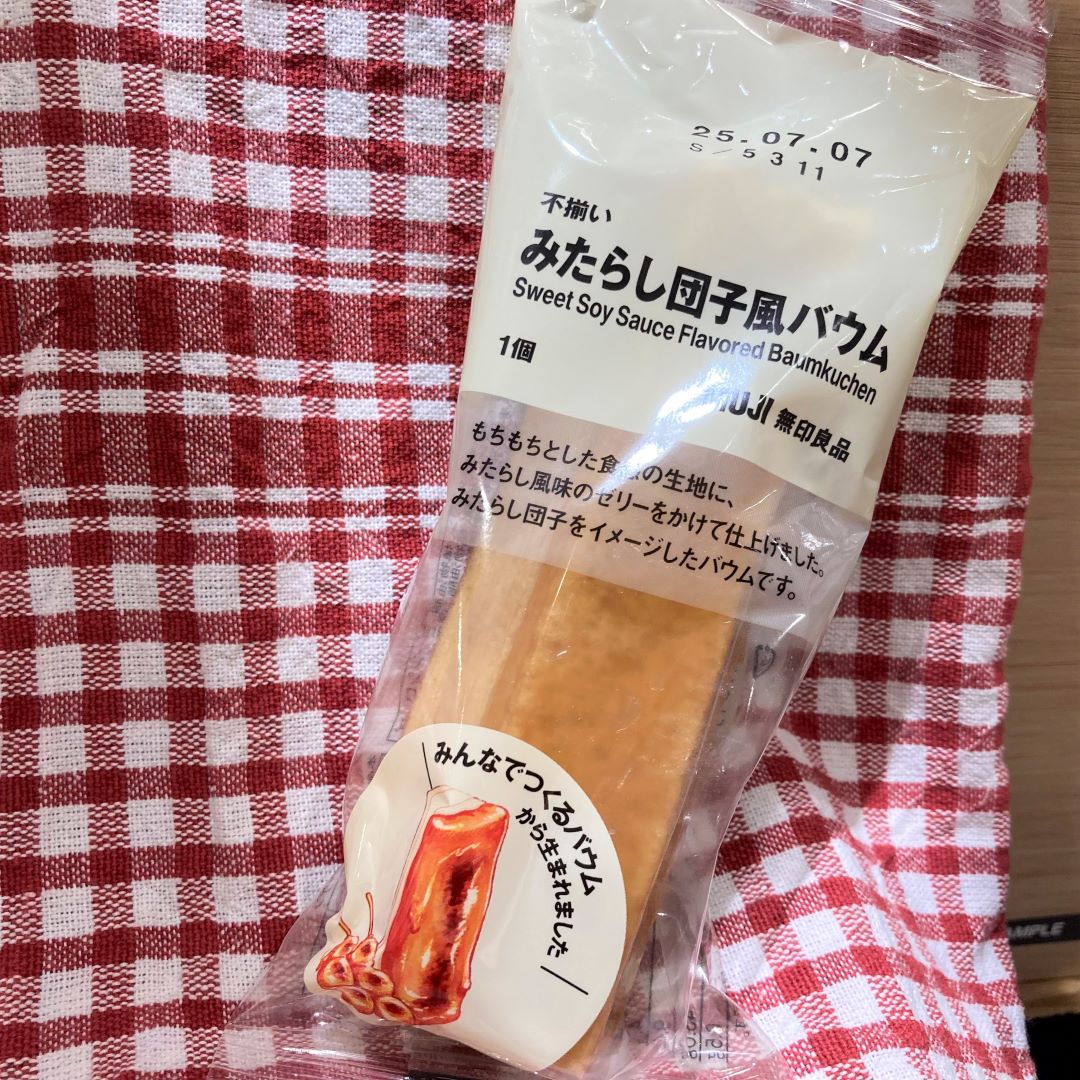 25.07.07
S/5311
不揃い
みたらし団子風バウム
Sweet Soy Sauce Flavored Baumkuchen
1個
MUJI 無印良品
もちもちとした食感の生地に、
みたらし風味のゼリーをかけて仕上げました。
みたらし団子をイメージしたバウムです。
みんなでつくるバウム
から生まれました